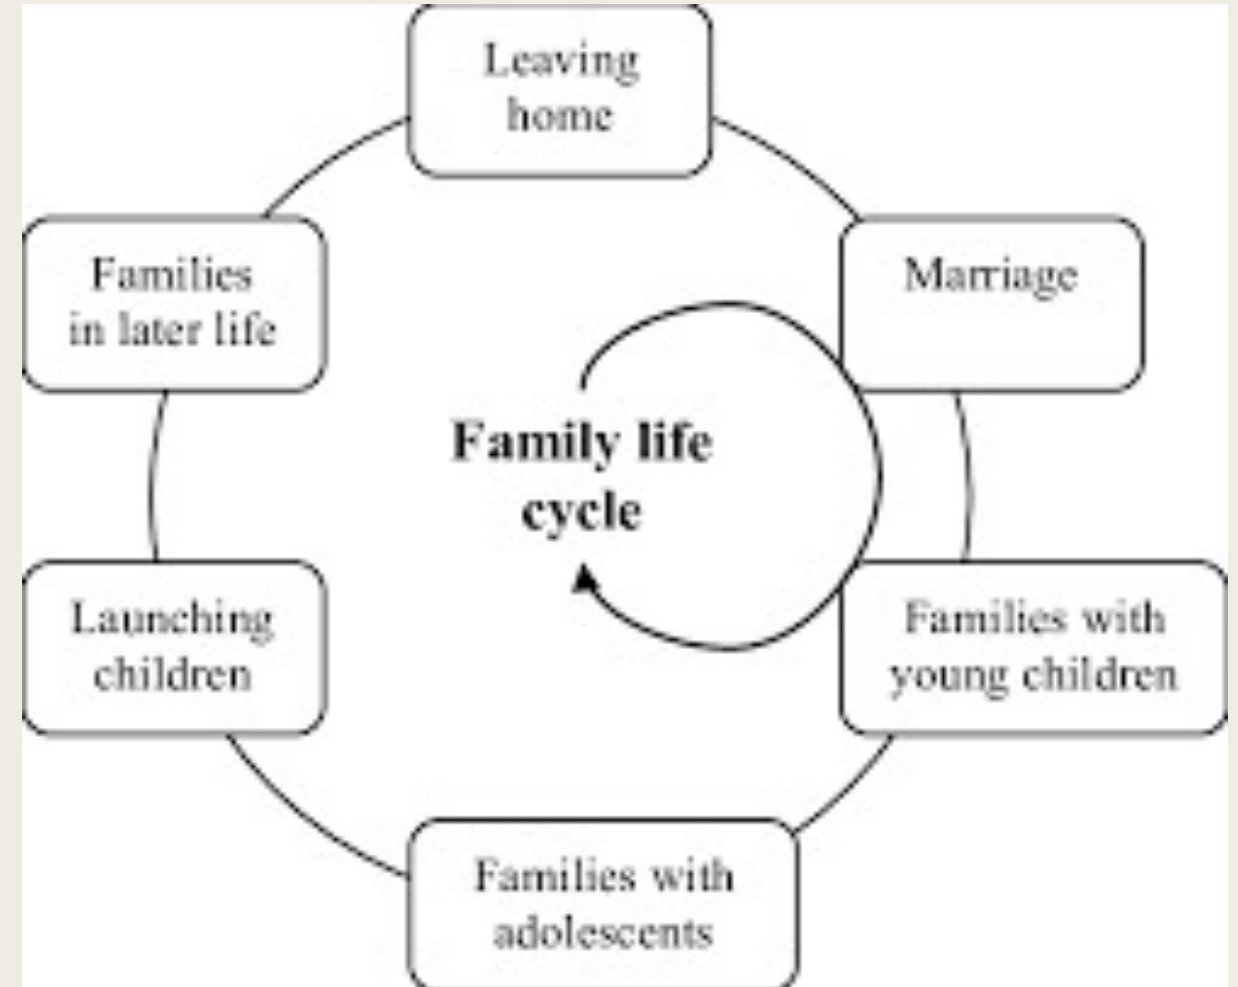 Leaving
home
Marriage
Families with
young children
Families with
adolescents
Launching
children
Families
in later life
Family life
cycle